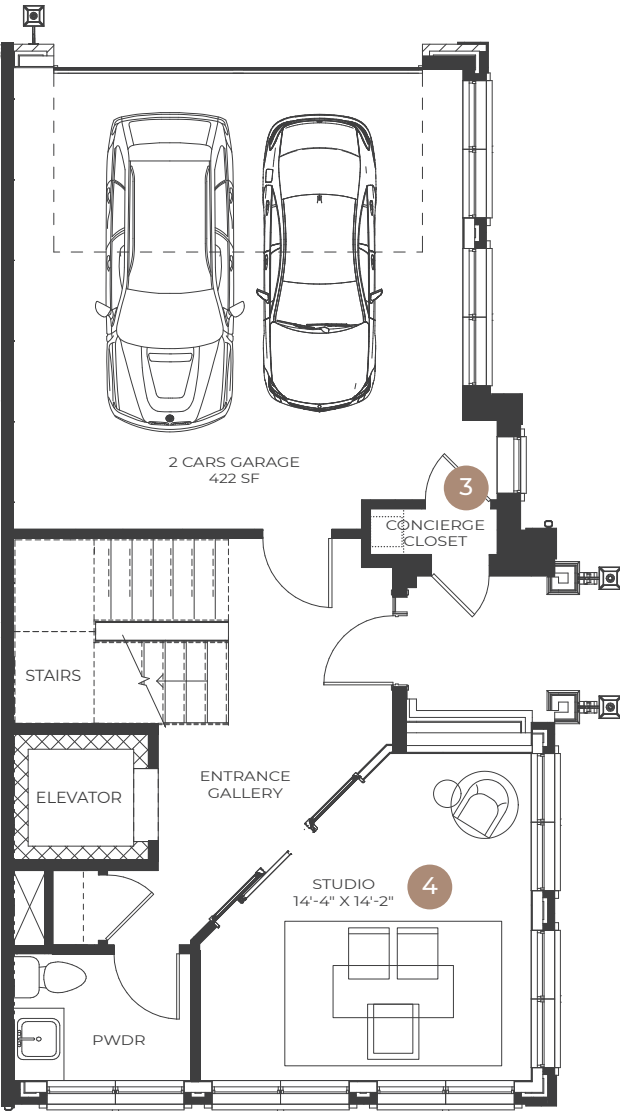 2 CARS GARAGE
422 SF
3
CONCIERGE
CLOSET
STAIRS
ENTRANCE
GALLERY
ELEVATOR
STUDIO
14'-4" X 14'-2"
4
PWDR